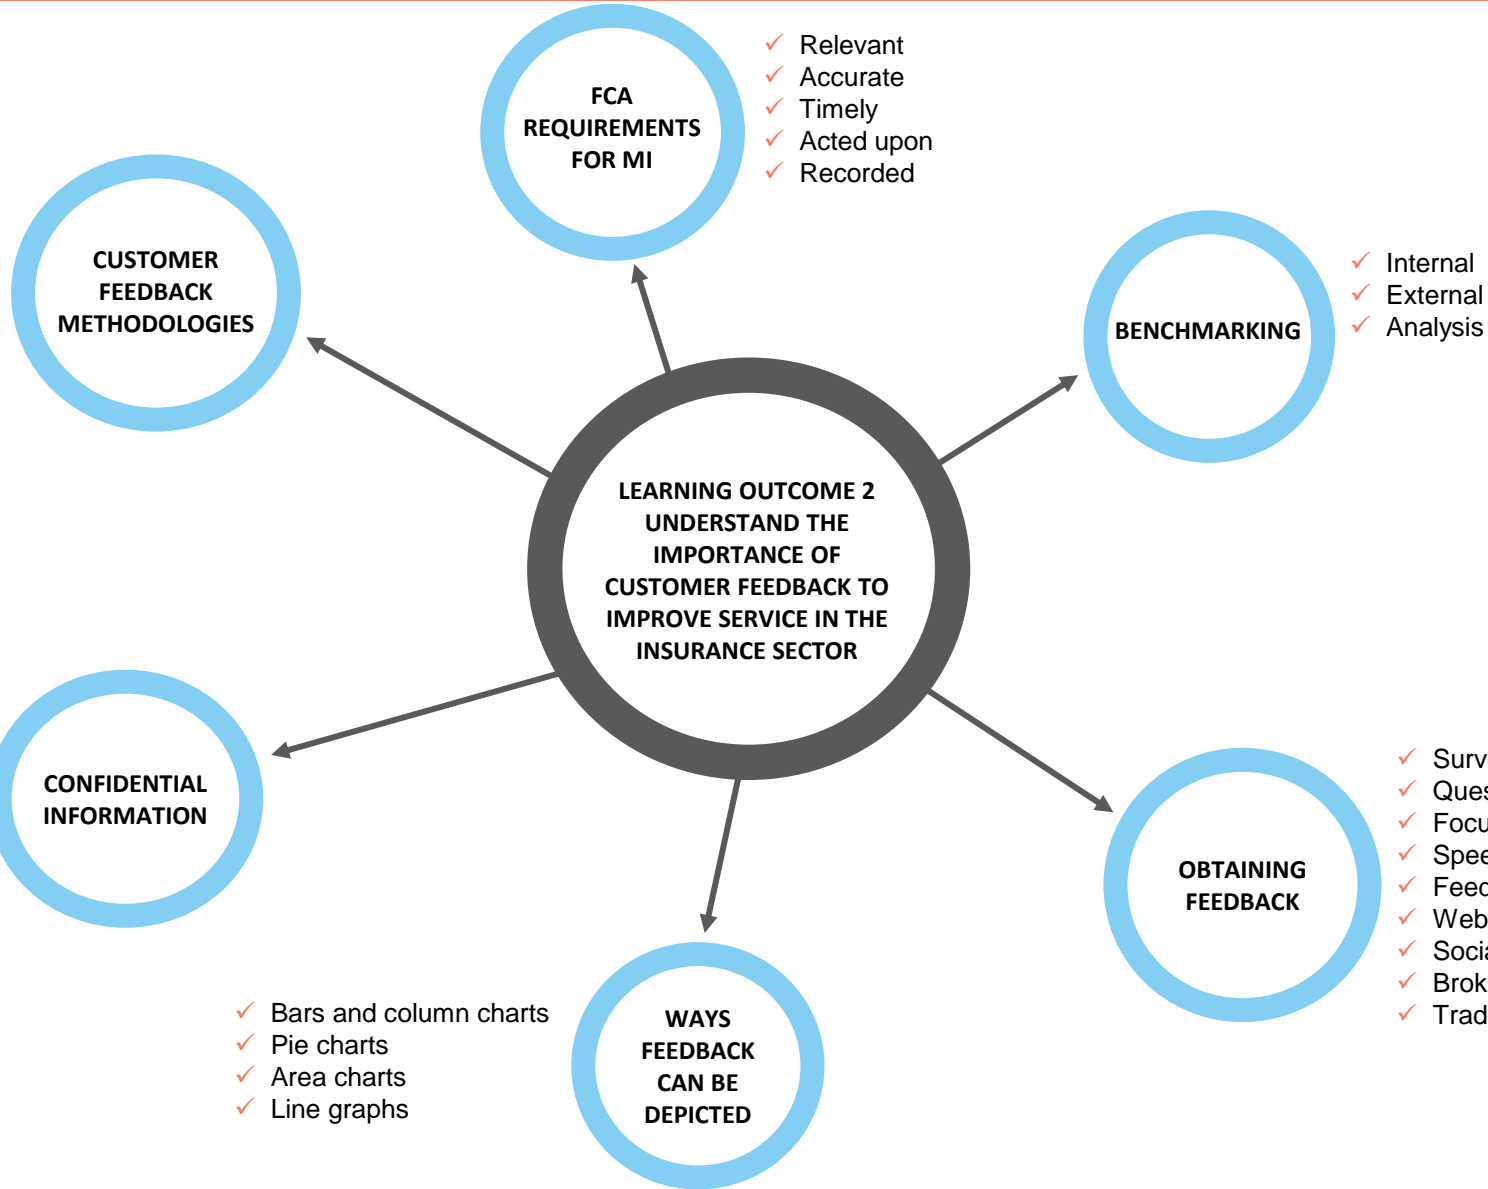 FCA
REQUIREMENTS
FOR MI
Relevant
Accurate
Timely
Acted upon
Recorded
CUSTOMER
FEEDBACK
METHODOLOGIES
BENCHMARKING
Internal
External
Analysis
LEARNING OUTCOME 2
UNDERSTAND THE
IMPORTANCE OF
CUSTOMER FEEDBACK TO
IMPROVE SERVICE IN THE
INSURANCE SECTOR
CONFIDENTIAL
INFORMATION
OBTAINING
FEEDBACK
Web
WAYS
FEEDBACK
CAN BE
DEPICTED
Bars and column charts
Pie charts
Area charts
Line graphs